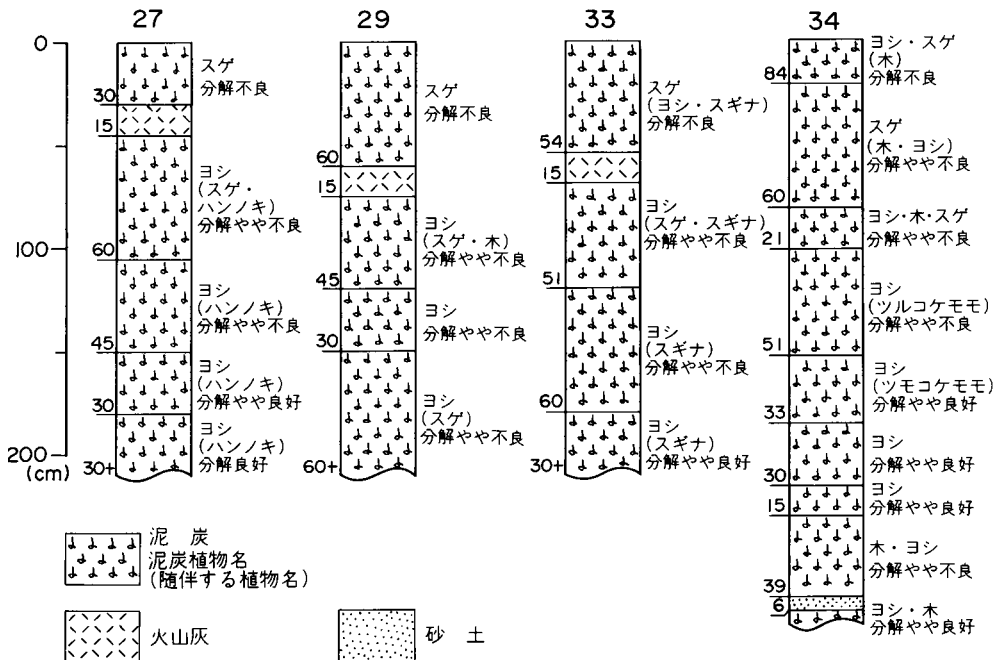 27
0
スゲ
分解不良
30
15
ヨシ
(スゲ・
ハンノキ)
分解やや不良
60
100
ヨシ
(ハンノキ)
分解やや不良
45
ヨシ
(ハンノキ)
分解やや良好
30
ヨシ
(ハンノキ)
分解良好
200
(cm)
30+
29
スゲ
分解不良
60
15
ヨシ
(スゲ・木)
分解やや不良
45
ヨシ
分解やや不良
30
ヨシ
(スゲ)
分解やや不良
60+
33
スゲ
(ヨシ・スギナ)
分解不良
54
15
ヨシ
(スゲ・スギナ)
分解やや不良
51
ヨシ
(スギナ)
分解やや不良
60
ヨシ
(スギナ)
分解やや良好
30+
34
ヨシ・スゲ
(木)
分解不良
84
スゲ
(木・ヨシ)
分解やや不良
60
ヨシ・木・スゲ
分解やや不良
21
ヨシ
(ツルコケモモ)
分解やや不良
51
ヨシ
(ツモコケモモ)
分解やや良好
33
ヨシ
分解やや良好
30
ヨシ
分解やや良好
15
木・ヨシ
分解やや不良
39
6
ヨシ・木
分解やや良好
泥 炭
泥炭植物名
(随伴する植物名)
火山灰
砂 土